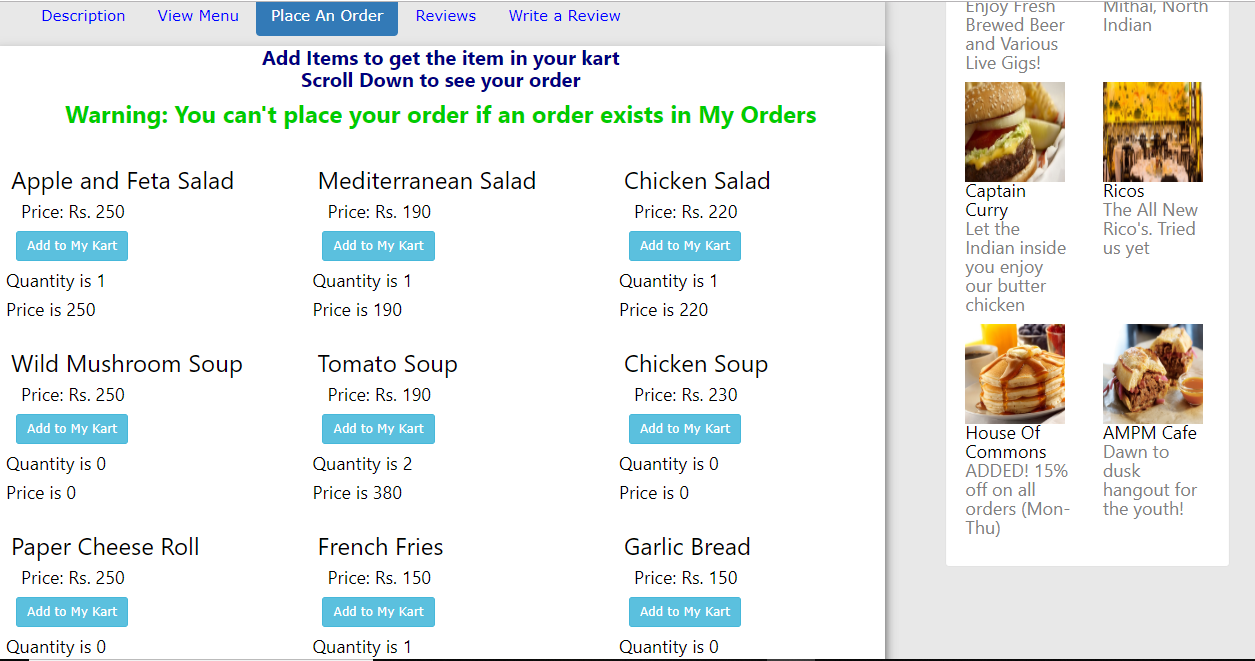 Description View Menu Place An Order Reviews Write a Review
Add Items to get the item in your kart
Scroll Down to see your order
Warning: You can't place your order if an order exists in My Orders
Apple and Feta Salad Mediterranean Salad Chicken Salad
Price: Rs. 250 Price: Rs. 190 Price: Rs. 220
Add to My Kart Add to My Kart Add to My Kart
Quantity is 1 Quantity is 1 Quantity is 1
Price is 250 Price is 190 Price is 220
Wild Mushroom Soup Tomato Soup Chicken Soup
Price: Rs. 250 Price: Rs. 190 Price: Rs. 230
Add to My Kart Add to My Kart Add to My Kart
Quantity is 0 Quantity is 2 Quantity is 0
Price is 0 Price is 380 Price is 0
Paper Cheese Roll French Fries Garlic Bread
Price: Rs. 250 Price: Rs. 150 Price: Rs. 150
Add to My Kart Add to My Kart Add to My Kart
Quantity is 0 Quantity is 1 Quantity is 0
Enjoy Fresh
Brewed Beer
and Various
Live Gigs!
Mithai, North
Indian
Captain
Curry
Let the
Indian inside
you enjoy
our butter
chicken
Ricos
The All New
Rico's. Tried
us yet
House Of
Commons
ADDED! 15%
off on all
orders (Mon-
Thu)
AMPM Cafe
Dawn to
dusk
hangout for
the youth!